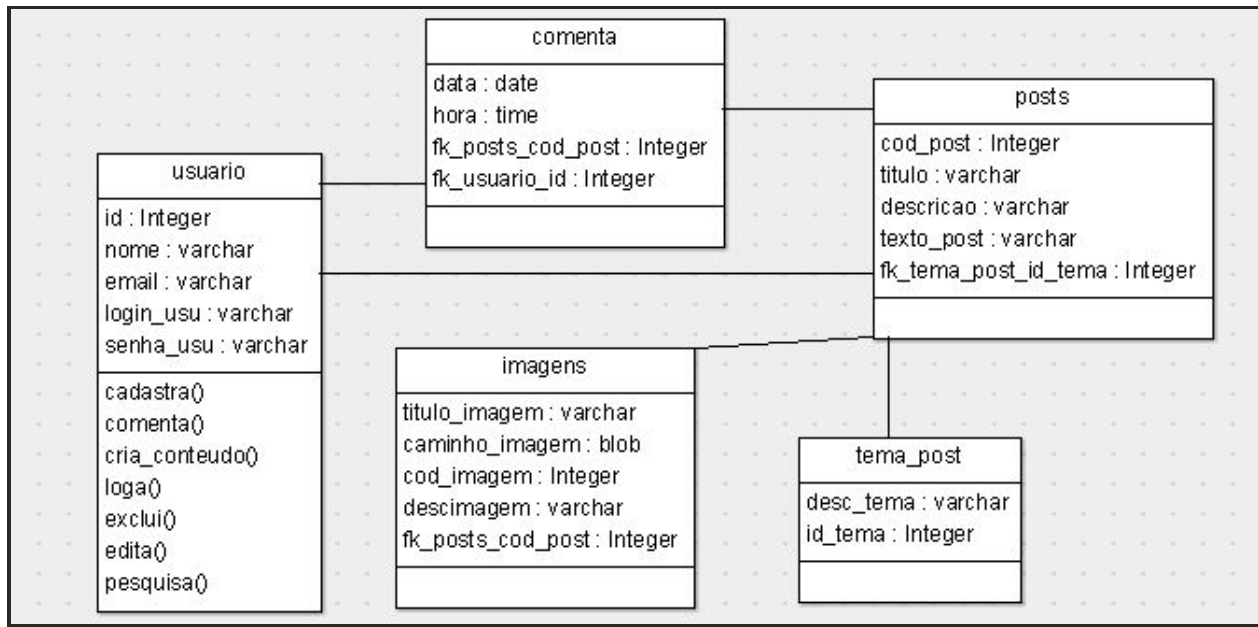 comenta
data : date
hora : time
fk_posts_cod_post : Integer
fk_usuario_id : Integer
posts
cod_post : Integer
titulo : varchar
descricao : varchar
texto_post : varchar
fk_tema_post_id_tema : Integer
usuario
id : Integer
nome : varchar
email : varchar
login_usu : varchar
senha_usu : varchar
cadastra()
comenta()
cria_conteudo()
loga()
exclui()
edita()
pesquisa()
imagens
titulo_imagem : varchar
caminho_imagem : blob
cod_imagem : Integer
descimagem : varchar
fk_posts_cod_post : Integer
tema_post
desc_tema : varchar
id_tema : Integer